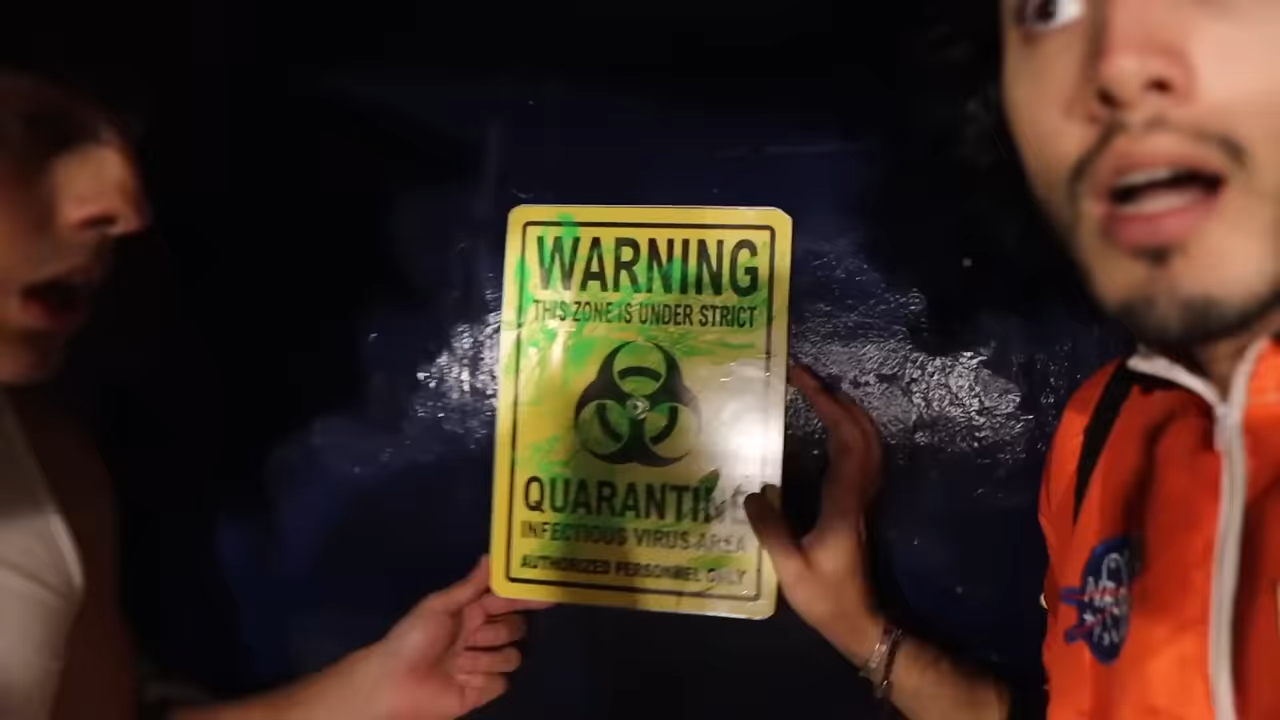 WARNING
THIS ZONE IS UNDER STRICT
QUARANTINE
INFECTIOUS VIRUS AREA
AUTHORIZED PERSONNEL ONLY